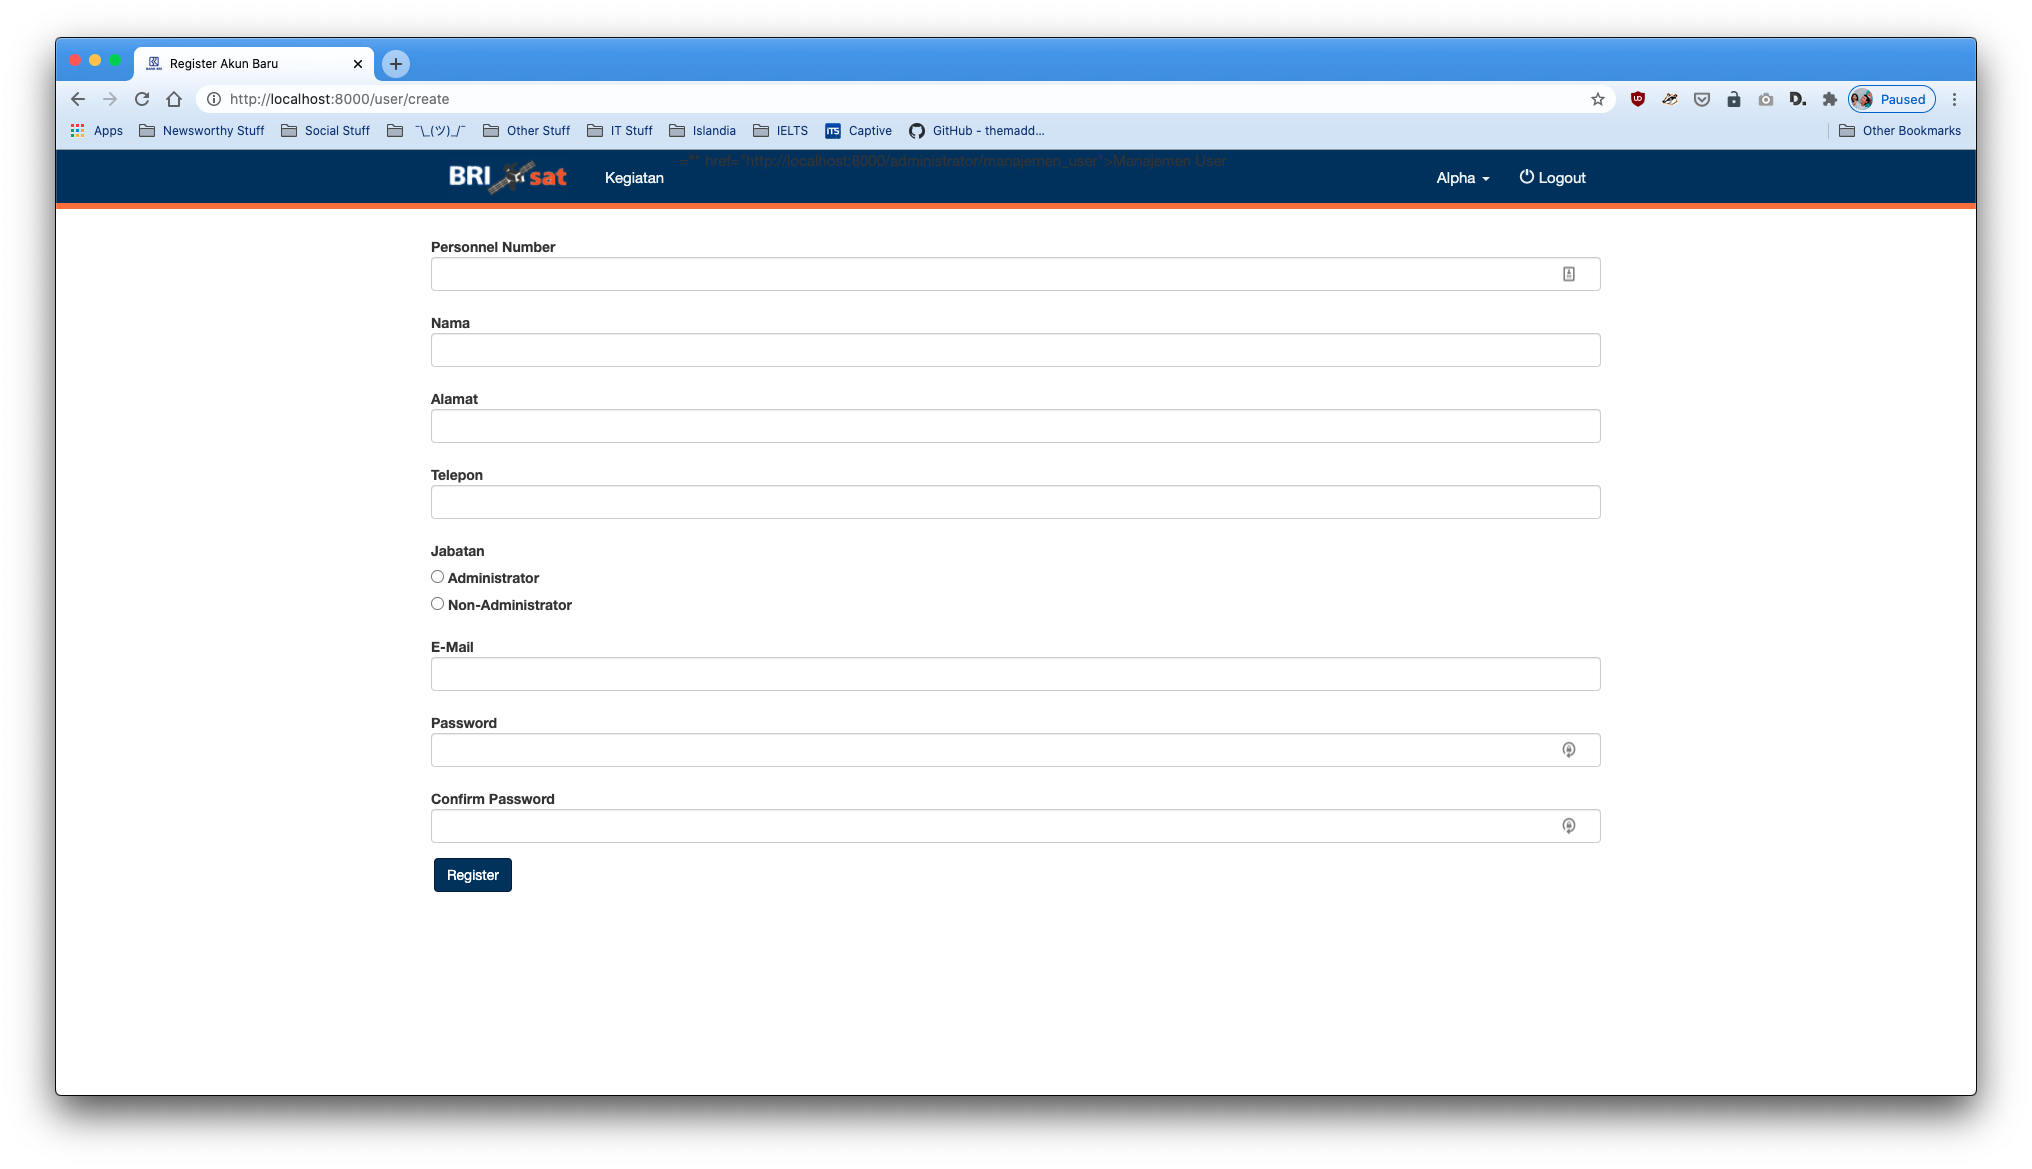 Register Akun Baru
http://localhost:8000/user/create
Paused
Apps Newsworthy Stuff Social Stuff ¯\_(ツ)_/¯ Other Stuff IT Stuff Islandia IELTS ITS Captive GitHub - themadd... Other Bookmarks
="" href="http://localhost:8000/administrator/manajemen_user">Manajemen User
BRIsat Kegiatan Alpha Logout
Personnel Number
Nama
Alamat
Telepon
Jabatan
Administrator
Non-Administrator
E-Mail
Password
Confirm Password
Register